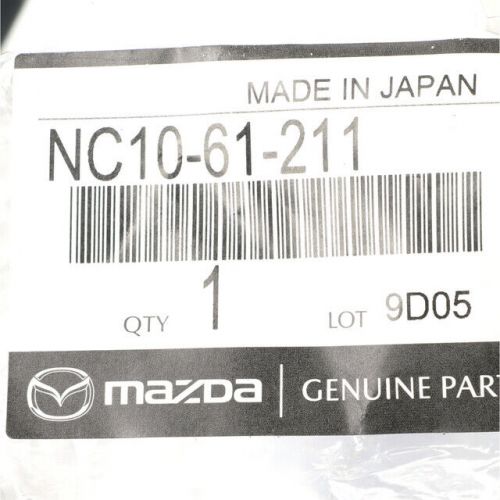 MADE IN JAPAN
NC10-61-211
QTY 1 LOT 9D05
mazda GENUINE PART